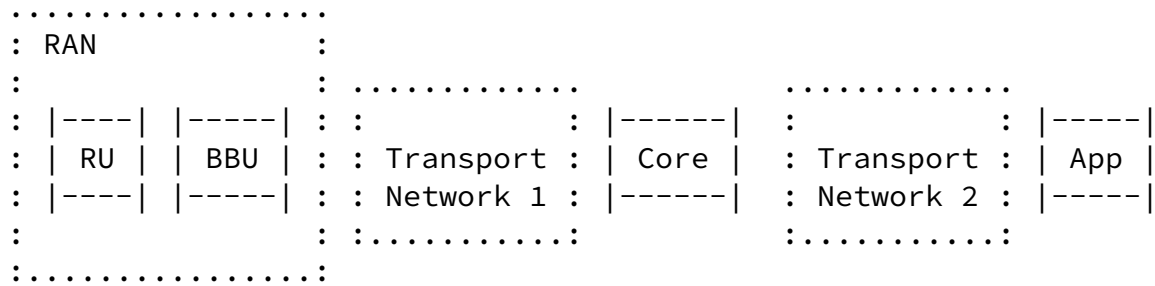 ..................
: RAN            :
:                : .............           .............
: |----| |-----| : :           : |------|  :           : |-----|
: | RU | | BBU | : : Transport : | Core |  : Transport : | App |
: |----| |-----| : : Network 1 : |------|  : Network 2 : |-----|
:                : :...........:           :...........:
:................: